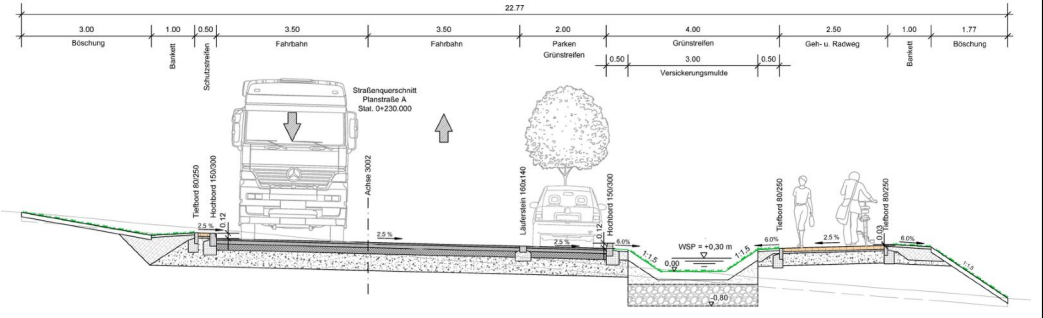 22.77
3.00 1.00 0.50 3.50 3.50 2.00 4.00 2.50 1.00 1.77
Böschung Bankett Schutzstreifen Fahrbahn Fahrbahn Parken Grünstreifen Grünstreifen Geh- u. Radweg Bankett Böschung
0.50 3.00 0.50
Versickerungsmulde
Straßenquerschnitt
Planstraße A
Stat. 0+230.000
Achse 3002
Tiefbord 80/250
Hochbord 150/300
0.12
Läuferstein 160x140
Hochbord 150/300
0.12
Tiefbord 80/250
Tiefbord 80/250
0.03
2.5 % 2.5 % 2.5 % 6.0% 1:1.5 WSP = +0,30 m 1:1.5 6.0% 2.5 % 6.0%
0,00
1:1.5
0,80